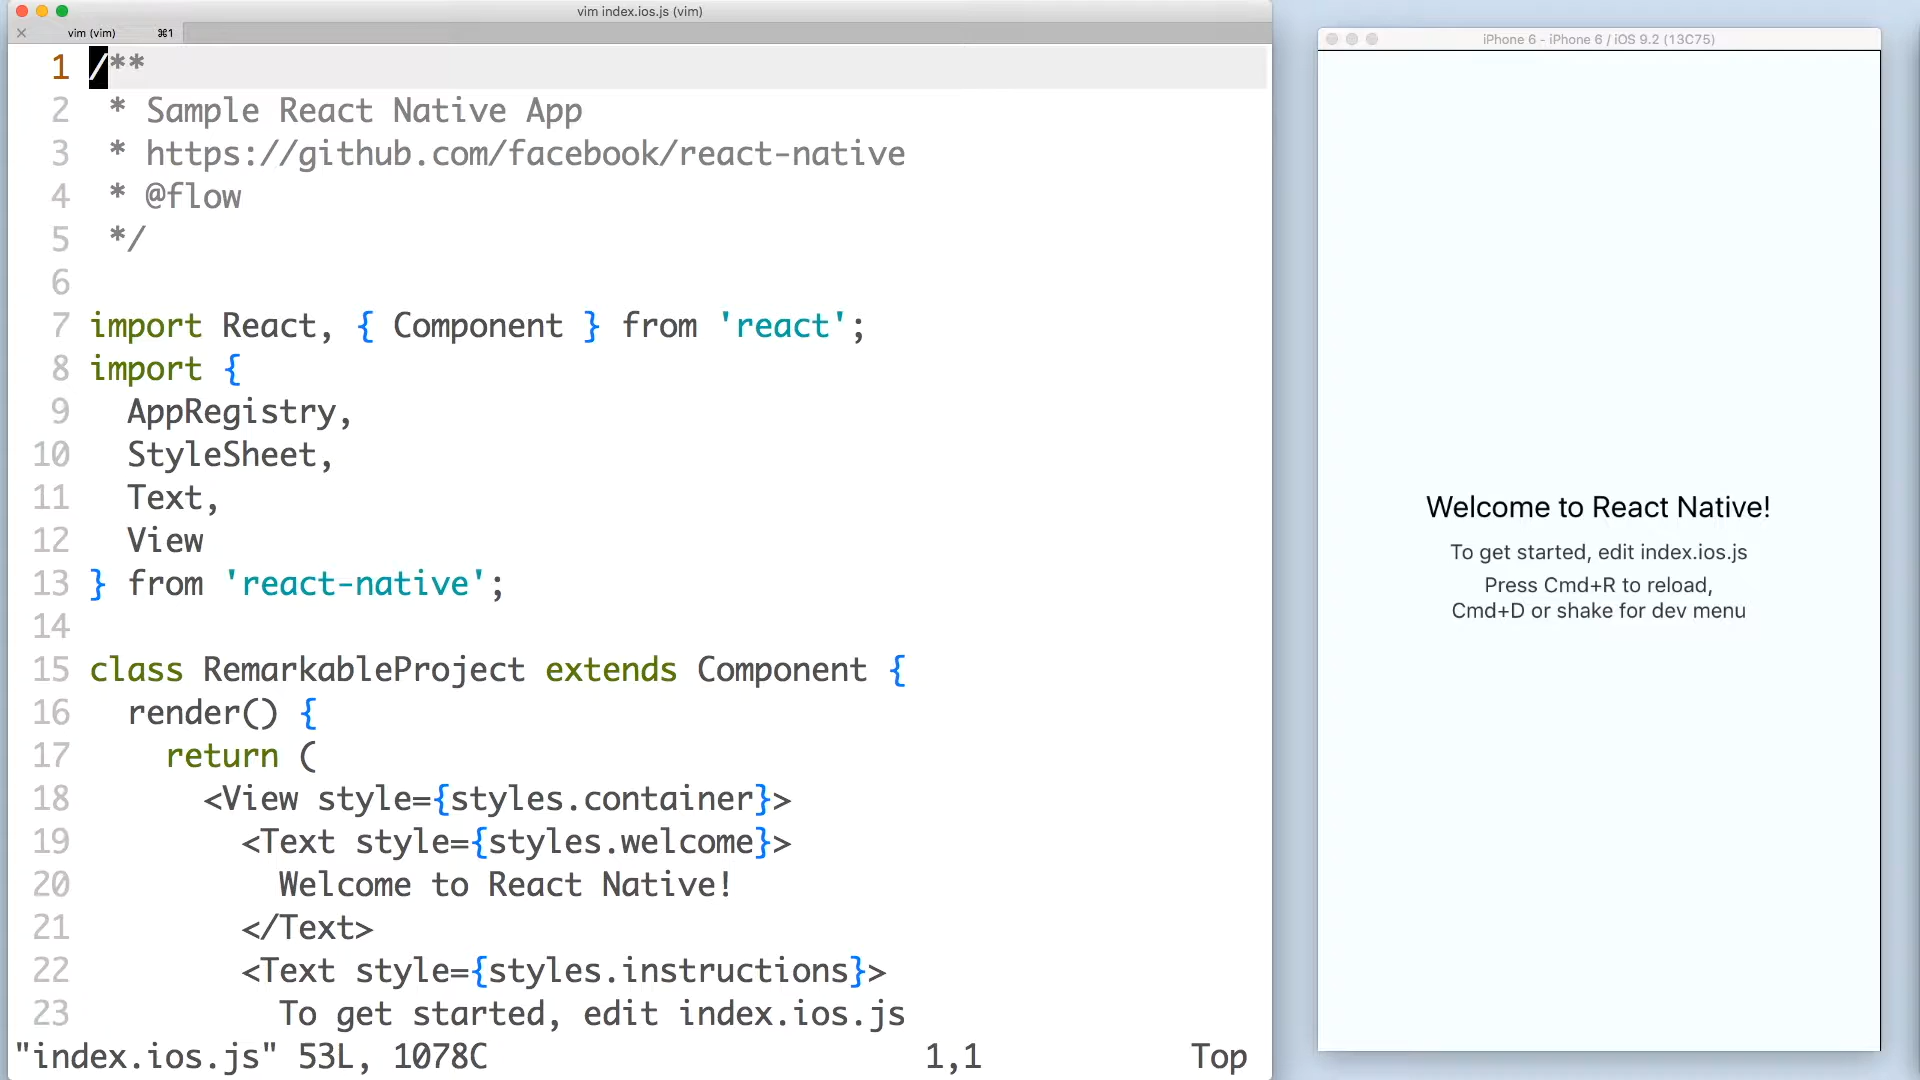 vim index.ios.js (vim)
vim (vim) ⌘1
1 /**
2  * Sample React Native App
3  * https://github.com/facebook/react-native
4  * @flow
5  */
6
7 import React, { Component } from 'react';
8 import {
9   AppRegistry,
10   StyleSheet,
11   Text,
12   View
13 } from 'react-native';
14
15 class RemarkableProject extends Component {
16   render() {
17     return (
18       <View style={styles.container}>
19         <Text style={styles.welcome}>
20           Welcome to React Native!
21         </Text>
22         <Text style={styles.instructions}>
23           To get started, edit index.ios.js
"index.ios.js" 53L, 1078C 1,1 Top
iPhone 6 - iPhone 6 / iOS 9.2 (13C75)
Welcome to React Native!
To get started, edit index.ios.js
Press Cmd+R to reload,
Cmd+D or shake for dev menu